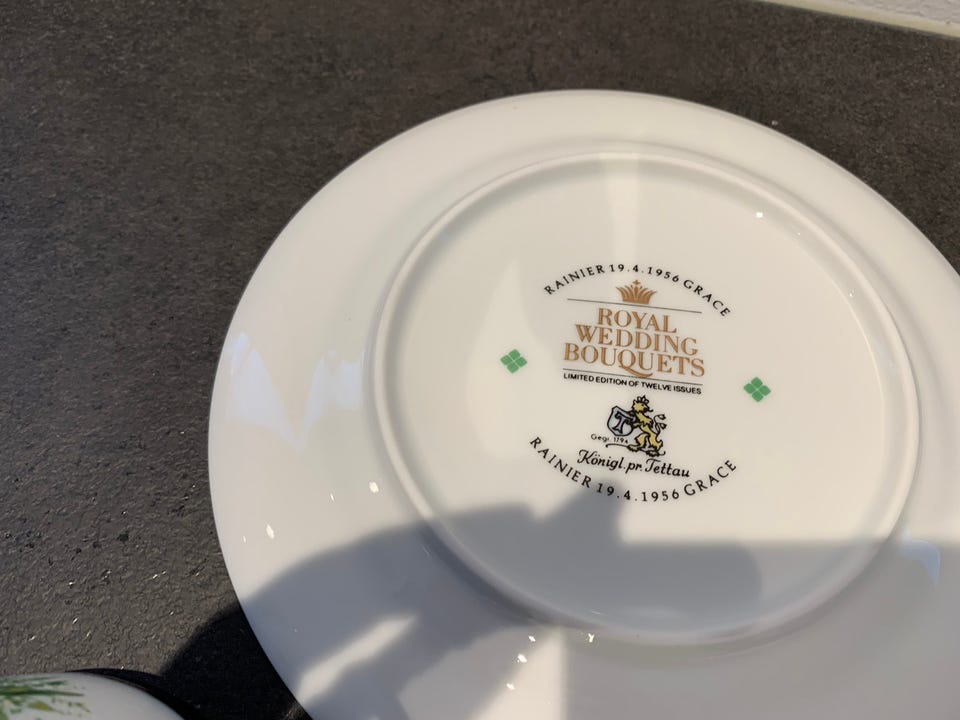 RAINIER 19.4.1956 GRACE
ROYAL
WEDDING
BOUQUETS
LIMITED EDITION OF TWELVE ISSUES
T
Gegr. 1794
Königl. pr. Tettau
RAINIER 19.4.1956 GRACE